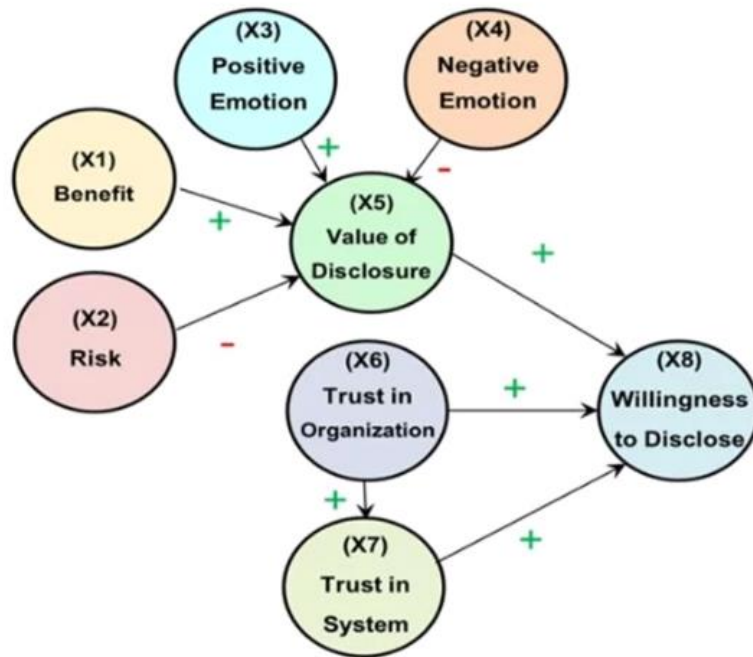 (X3)
Positive
Emotion
(X4)
Negative
Emotion
+
-
(X1)
Benefit
+
(X5)
Value of
Disclosure
+
(X2)
Risk
-
(X6)
Trust in
Organization
+
(X8)
Willingness
to Disclose
+
(X7)
Trust in
System
+